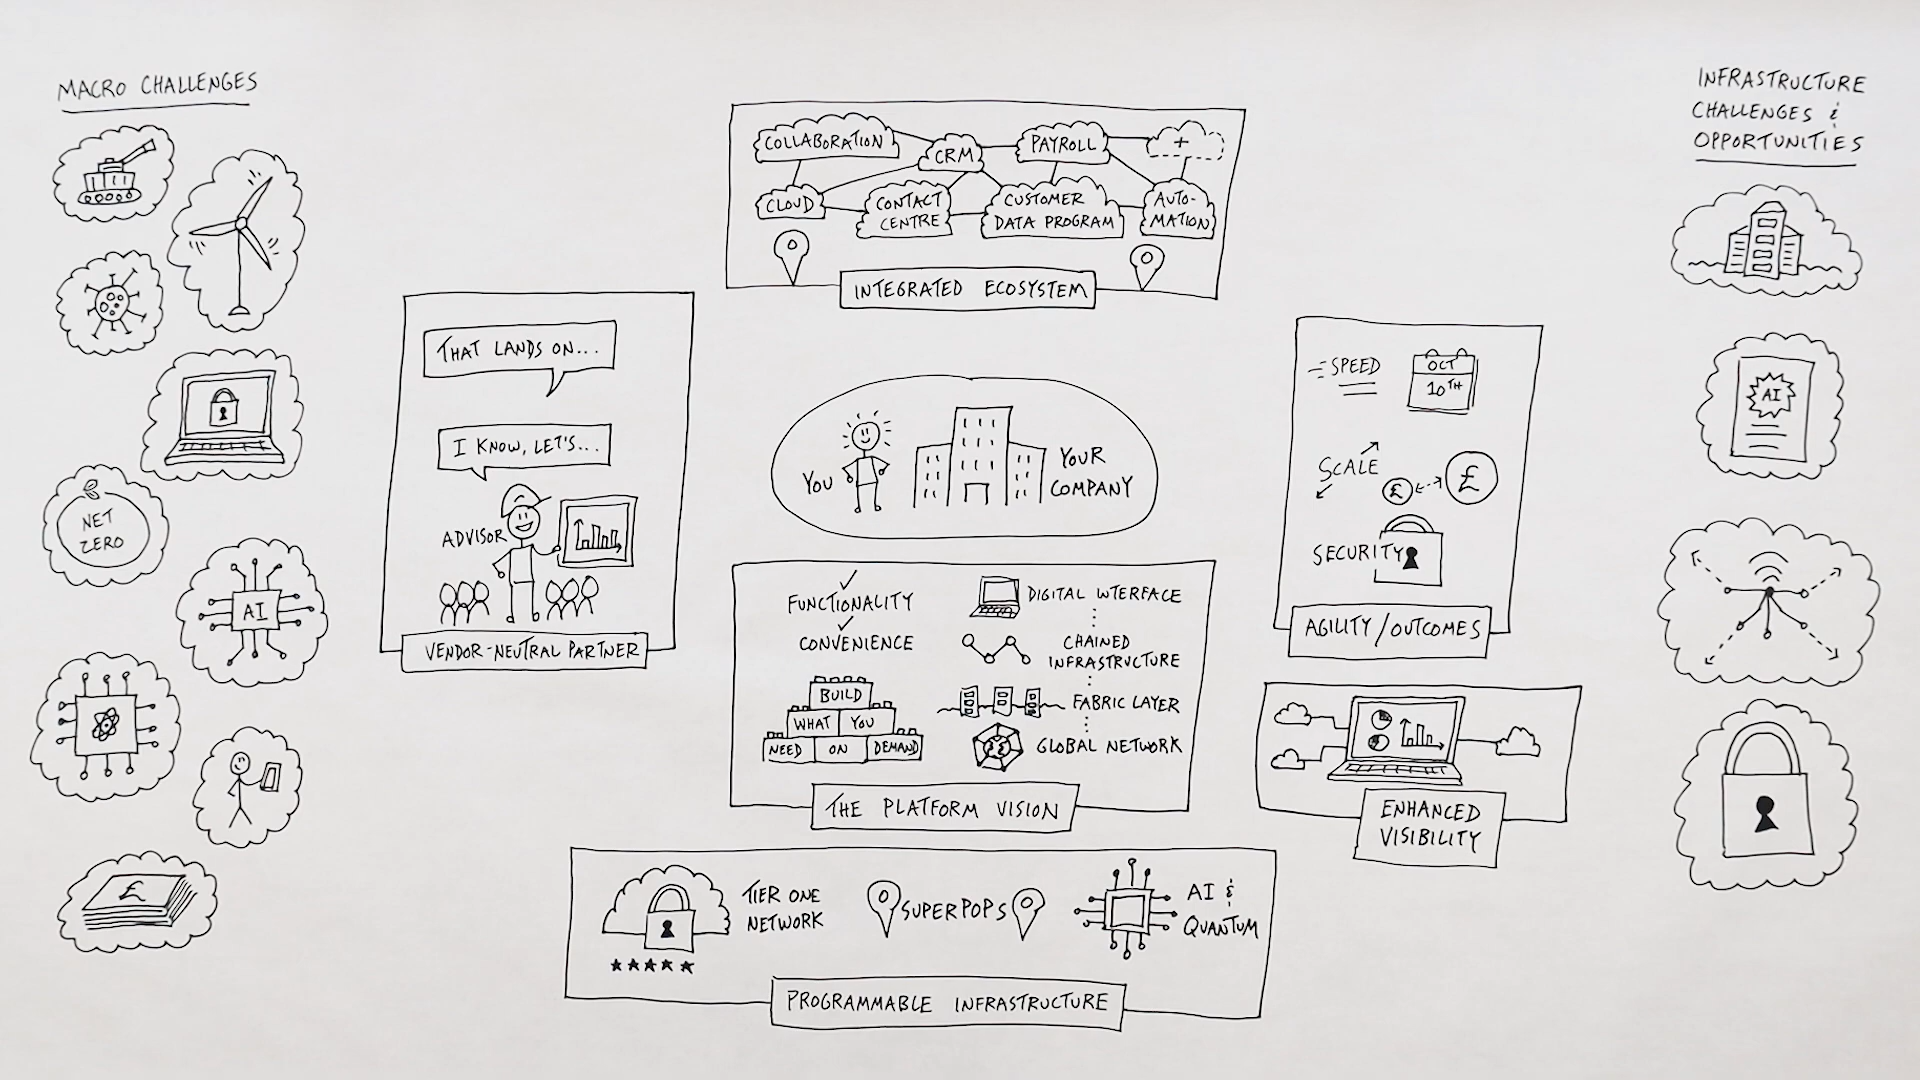 MACRO CHALLENGES
NET
ZERO
AI
£
THAT LANDS ON...
I KNOW, LET'S...
ADVISOR
VENDOR-NEUTRAL PARTNER
COLLABORATION
CRM
PAYROLL
+
CLOUD
CONTACT
CENTRE
CUSTOMER
DATA PROGRAM
AUTO-
MATION
INTEGRATED ECOSYSTEM
YOU
YOUR
COMPANY
FUNCTIONALITY
CONVENIENCE
BUILD
WHAT YOU
NEED ON DEMAND
DIGITAL INTERFACE
CHAINED
INFRASTRUCTURE
FABRIC LAYER
GLOBAL NETWORK
THE PLATFORM VISION
TIER ONE
NETWORK
SUPERPOPS
AI &
QUANTUM
PROGRAMMABLE INFRASTRUCTURE
SPEED
OCT
10TH
SCALE
£ £
SECURITY
AGILITY/OUTCOMES
ENHANCED
VISIBILITY
INFRASTRUCTURE
CHALLENGES &
OPPORTUNITIES
AI